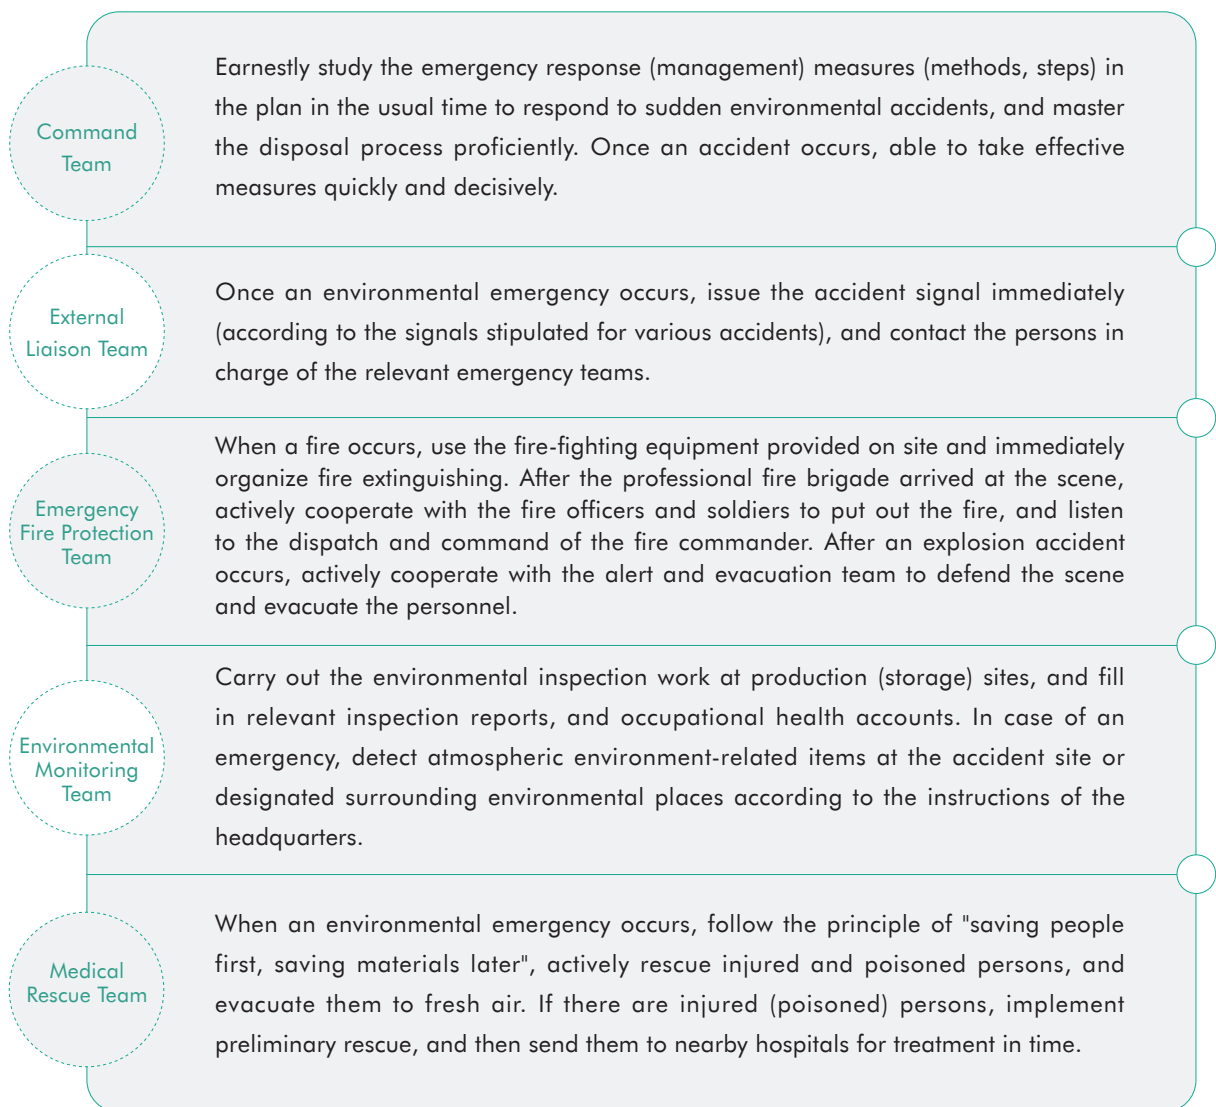 Command
Team
Earnestly study the emergency response (management) measures (methods, steps) in
the plan in the usual time to respond to sudden environmental accidents, and master
the disposal process proficiently. Once an accident occurs, able to take effective
measures quickly and decisively.
External
Liaison Team
Once an environmental emergency occurs, issue the accident signal immediately
(according to the signals stipulated for various accidents), and contact the persons in
charge of the relevant emergency teams.
Emergency
Fire Protection
Team
When a fire occurs, use the fire-fighting equipment provided on site and immediately
organize fire extinguishing. After the professional fire brigade arrived at the scene,
actively cooperate with the fire officers and soldiers to put out the fire, and listen
to the dispatch and command of the fire commander. After an explosion accident
occurs, actively cooperate with the alert and evacuation team to defend the scene
and evacuate the personnel.
Environmental
Monitoring
Team
Carry out the environmental inspection work at production (storage) sites, and fill
in relevant inspection reports, and occupational health accounts. In case of an
emergency, detect atmospheric environment-related items at the accident site or
designated surrounding environmental places according to the instructions of the
headquarters.
Medical
Rescue Team
When an environmental emergency occurs, follow the principle of "saving people
first, saving materials later", actively rescue injured and poisoned persons, and
evacuate them to fresh air. If there are injured (poisoned) persons, implement
preliminary rescue, and then send them to nearby hospitals for treatment in time.